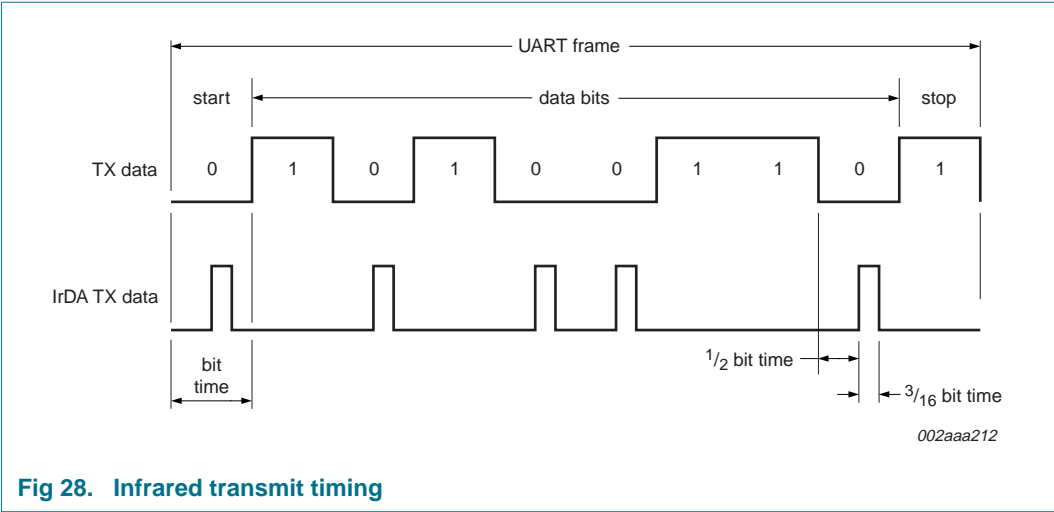 UART frame
start data bits stop
TX data 0 1 0 1 0 0 1 1 0 1
IrDA TX data
bit
time
1/2 bit time
3/16 bit time
002aaa212
Fig 28. Infrared transmit timing